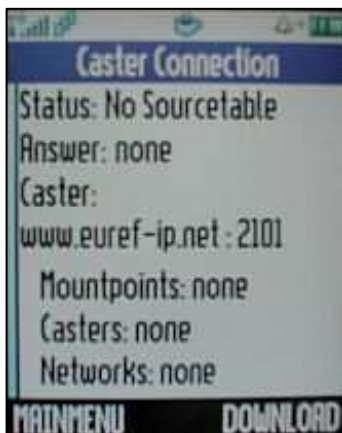 Caster Connection
Status: No Sourcetable
Answer: none
Caster:
www.euref-ip.net : 2101
Mountpoints: none
Casters: none
Networks: none
MAINMENU DOWNLOAD